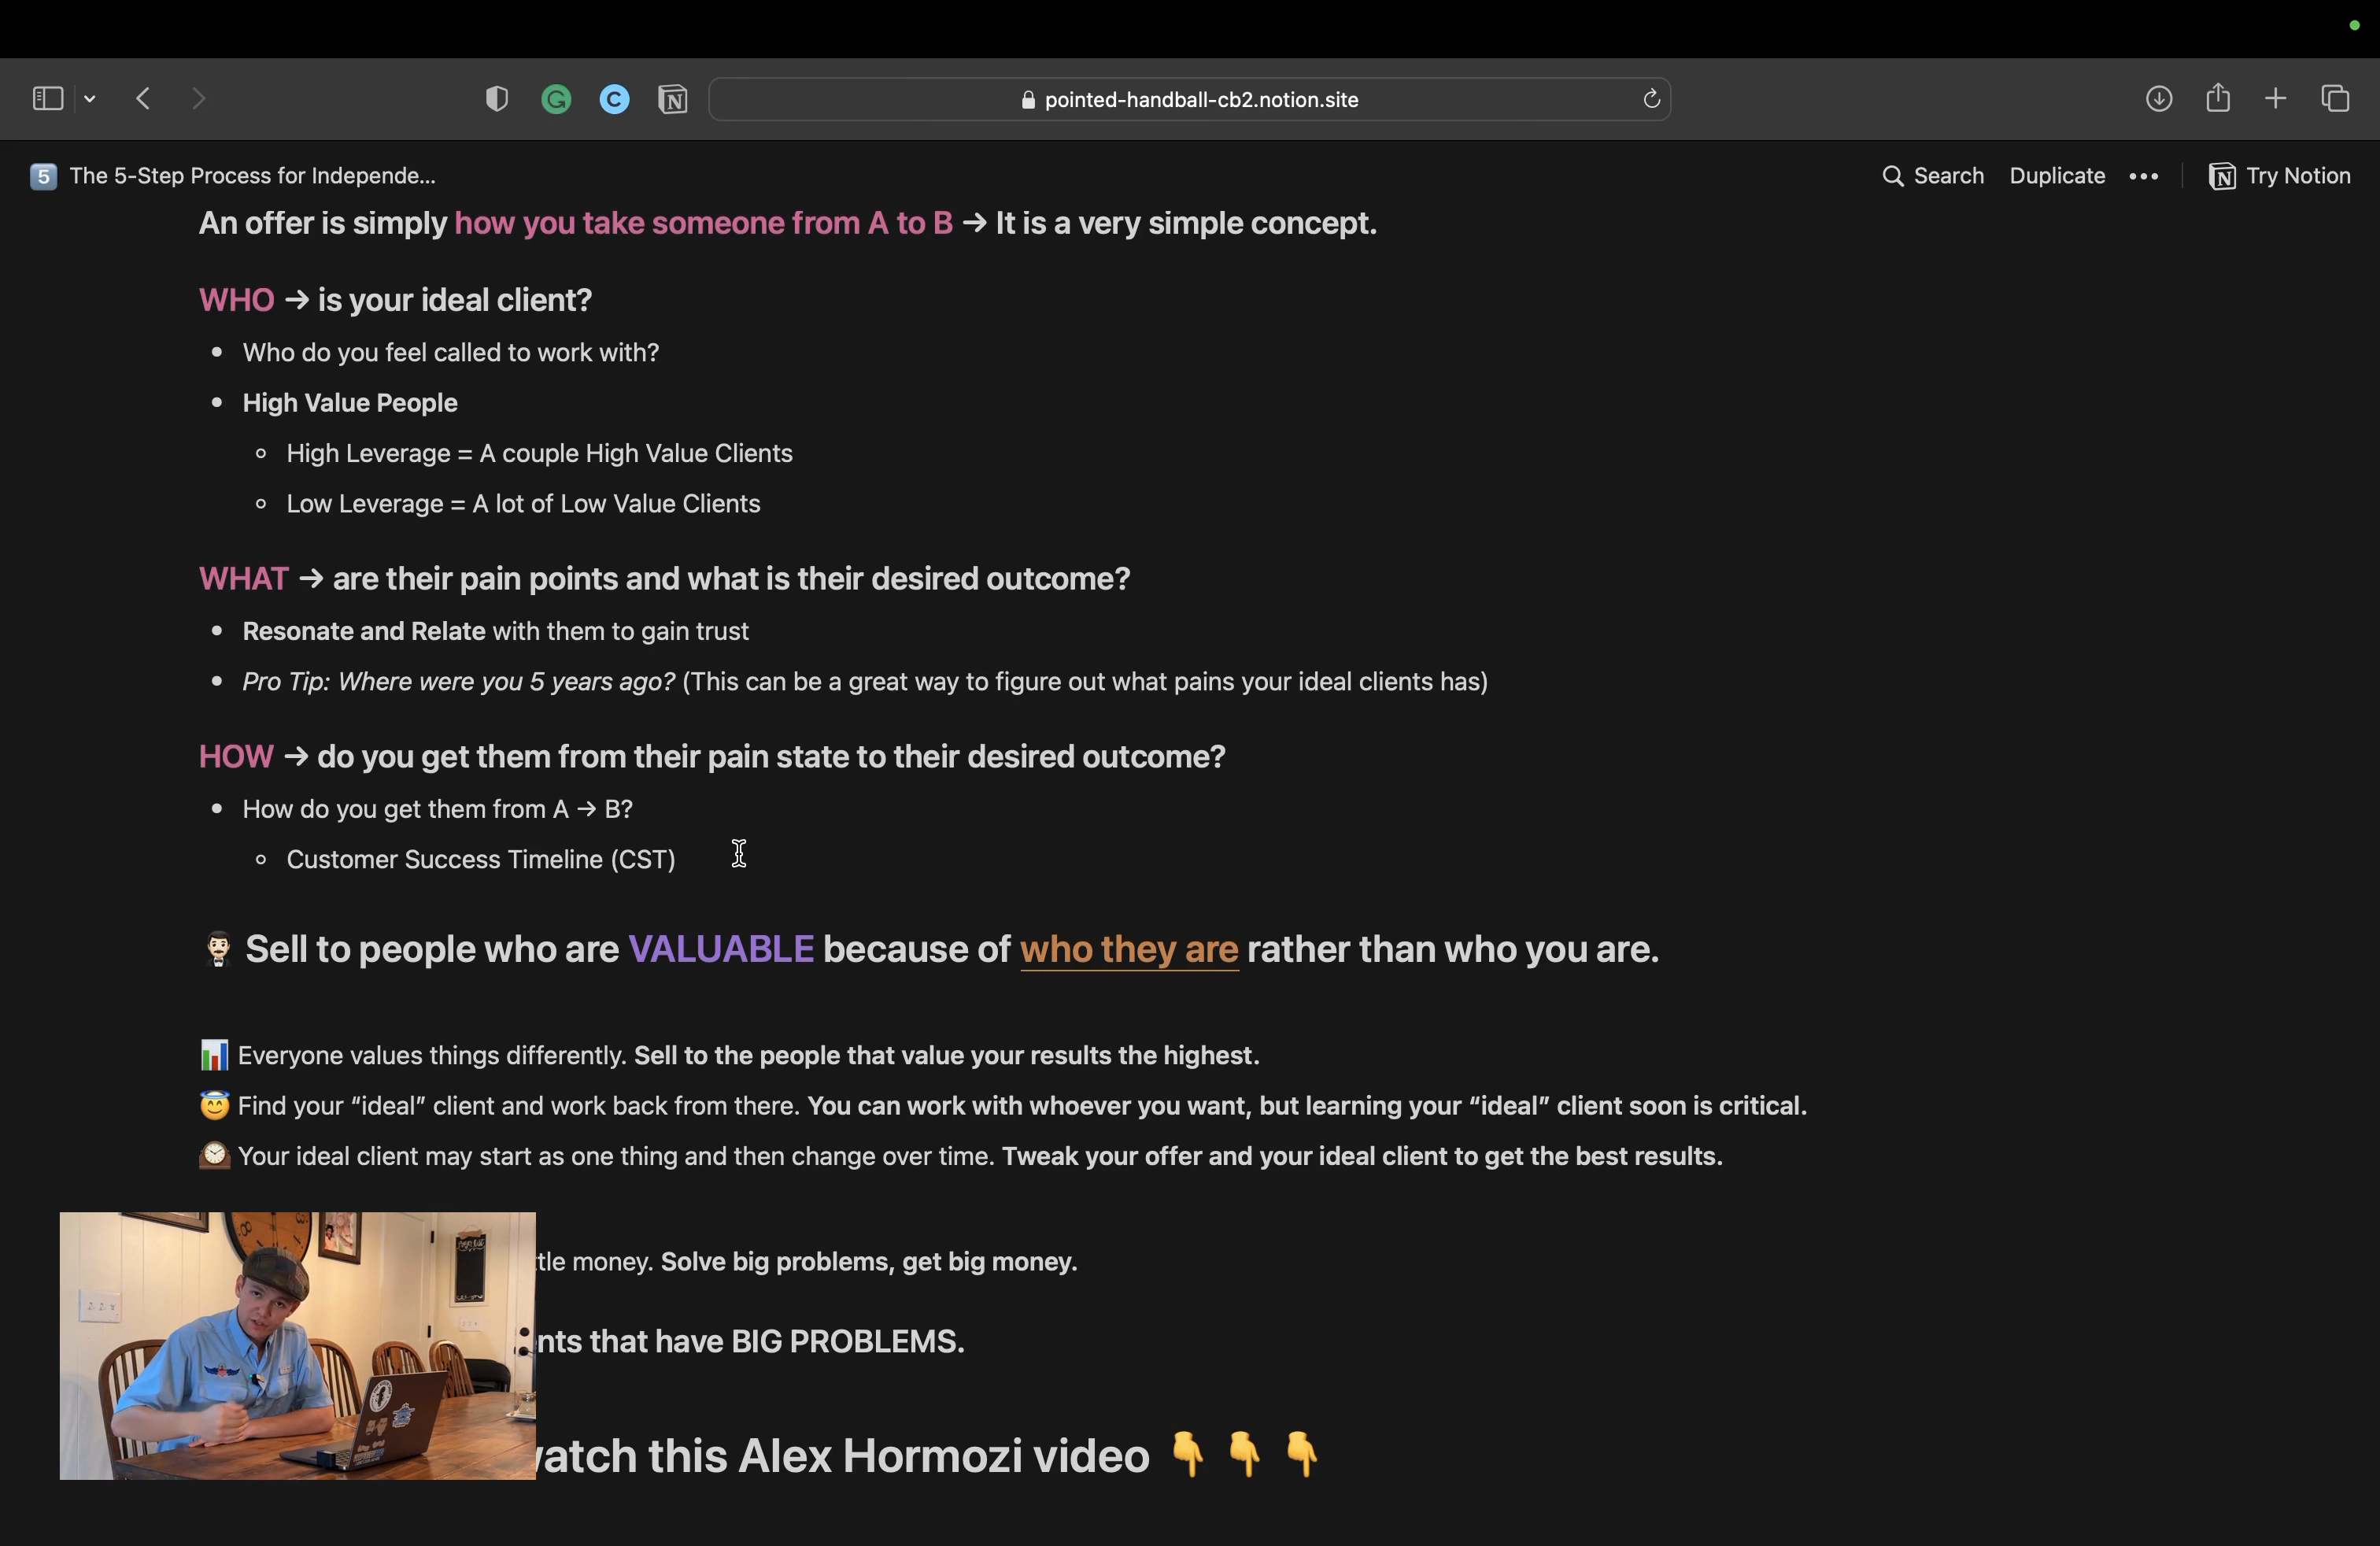 pointed-handball-cb2.notion.site
5 The 5-Step Process for Independe...
Search Duplicate ••• Try Notion
An offer is simply how you take someone from A to B → It is a very simple concept.
WHO → is your ideal client?
• Who do you feel called to work with?
• High Value People
◦ High Leverage = A couple High Value Clients
◦ Low Leverage = A lot of Low Value Clients
WHAT → are their pain points and what is their desired outcome?
• Resonate and Relate with them to gain trust
• Pro Tip: Where were you 5 years ago? (This can be a great way to figure out what pains your ideal clients has)
HOW → do you get them from their pain state to their desired outcome?
• How do you get them from A → B?
◦ Customer Success Timeline (CST)
🤵🏻‍♂️ Sell to people who are VALUABLE because of who they are rather than who you are.
📊 Everyone values things differently. Sell to the people that value your results the highest.
😇 Find your “ideal” client and work back from there. You can work with whoever you want, but learning your “ideal” client soon is critical.
🕰️ Your ideal client may start as one thing and then change over time. Tweak your offer and your ideal client to get the best results.
money. Solve big problems, get big money.
that have BIG PROBLEMS.
this Alex Hormozi video 👇 👇 👇